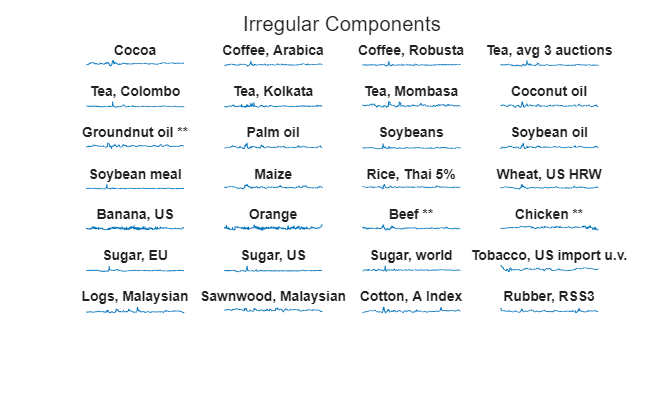 Irregular Components
Cocoa Coffee, Arabica Coffee, Robusta Tea, avg 3 auctions
Tea, Colombo Tea, Kolkata Tea, Mombasa Coconut oil
Groundnut oil ** Palm oil Soybeans Soybean oil
Soybean meal Maize Rice, Thai 5% Wheat, US HRW
Banana, US Orange Beef ** Chicken **
Sugar, EU Sugar, US Sugar, world Tobacco, US import u.v.
Logs, Malaysian Sawnwood, Malaysian Cotton, A Index Rubber, RSS3